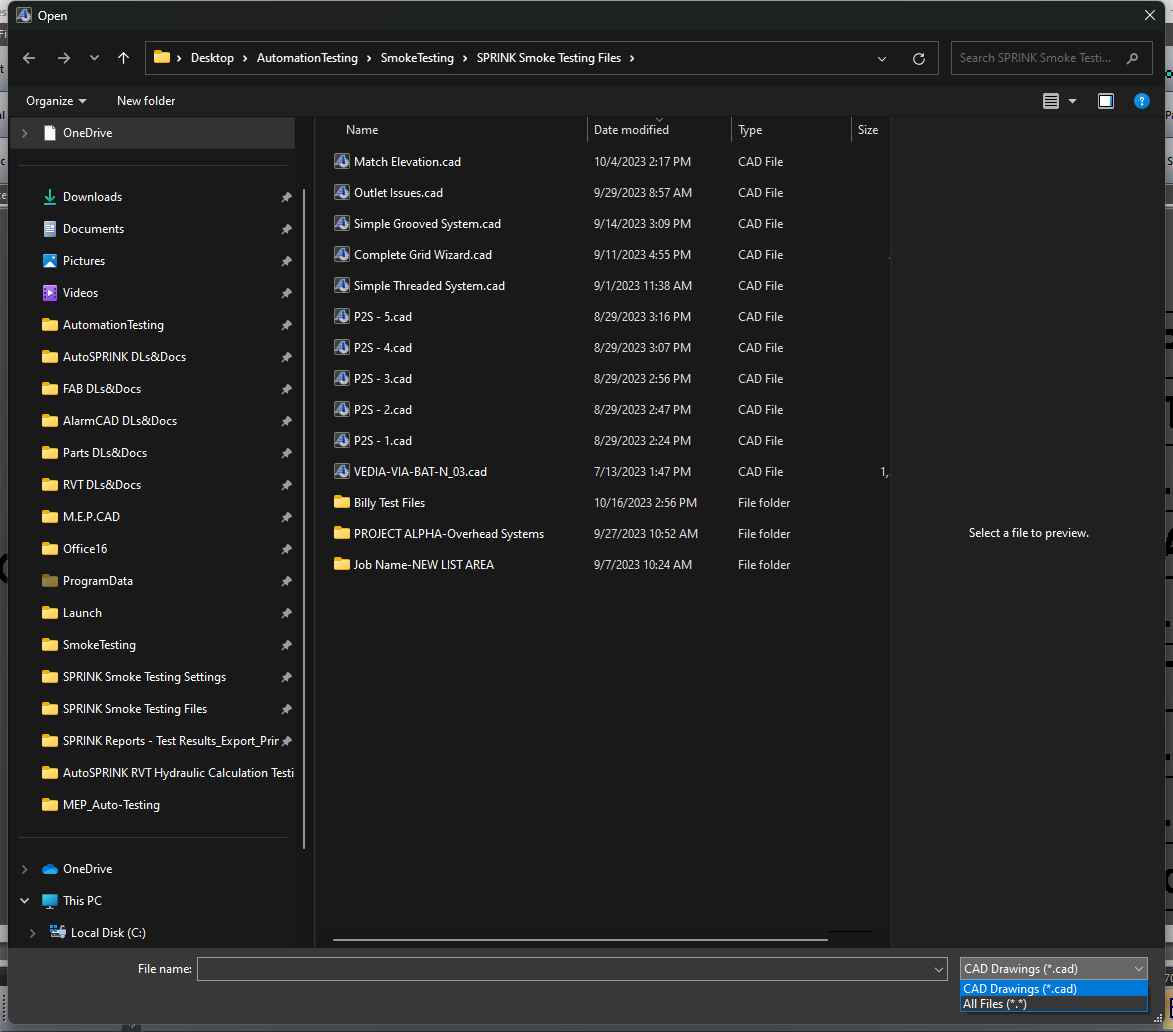 Open
Desktop
AutomationTesting
SmokeTesting
SPRINK Smoke Testing Files
Search SPRINK Smoke Testi...
Organize
New folder
OneDrive
Downloads
Documents
Pictures
Videos
AutomationTesting
AutoSPRINK DLs&Docs
FAB DLs&Docs
AlarmCAD DLs&Docs
Parts DLs&Docs
RVT DLs&Docs
M.E.P.CAD
Office16
ProgramData
Launch
SmokeTesting
SPRINK Smoke Testing Settings
SPRINK Smoke Testing Files
SPRINK Reports - Test Results_Export_Prin
AutoSPRINK RVT Hydraulic Calculation Testi
MEP_Auto-Testing
OneDrive
This PC
Local Disk (C:)
Name Date modified Type Size
Match Elevation.cad 10/4/2023 2:17 PM CAD File
Outlet Issues.cad 9/29/2023 8:57 AM CAD File
Simple Grooved System.cad 9/14/2023 3:09 PM CAD File
Complete Grid Wizard.cad 9/11/2023 4:55 PM CAD File
Simple Threaded System.cad 9/1/2023 11:38 AM CAD File
P2S - 5.cad 8/29/2023 3:16 PM CAD File
P2S - 4.cad 8/29/2023 3:07 PM CAD File
P2S - 3.cad 8/29/2023 2:56 PM CAD File
P2S - 2.cad 8/29/2023 2:47 PM CAD File
P2S - 1.cad 8/29/2023 2:24 PM CAD File
VEDIA-VIA-BAT-N_03.cad 7/13/2023 1:47 PM CAD File 1,
Billy Test Files 10/16/2023 2:56 PM File folder
PROJECT ALPHA-Overhead Systems 9/27/2023 10:52 AM File folder
Job Name-NEW LIST AREA 9/7/2023 10:24 AM File folder
Select a file to preview.
File name:
CAD Drawings (*.cad)
CAD Drawings (*.cad)
All Files (*.*)